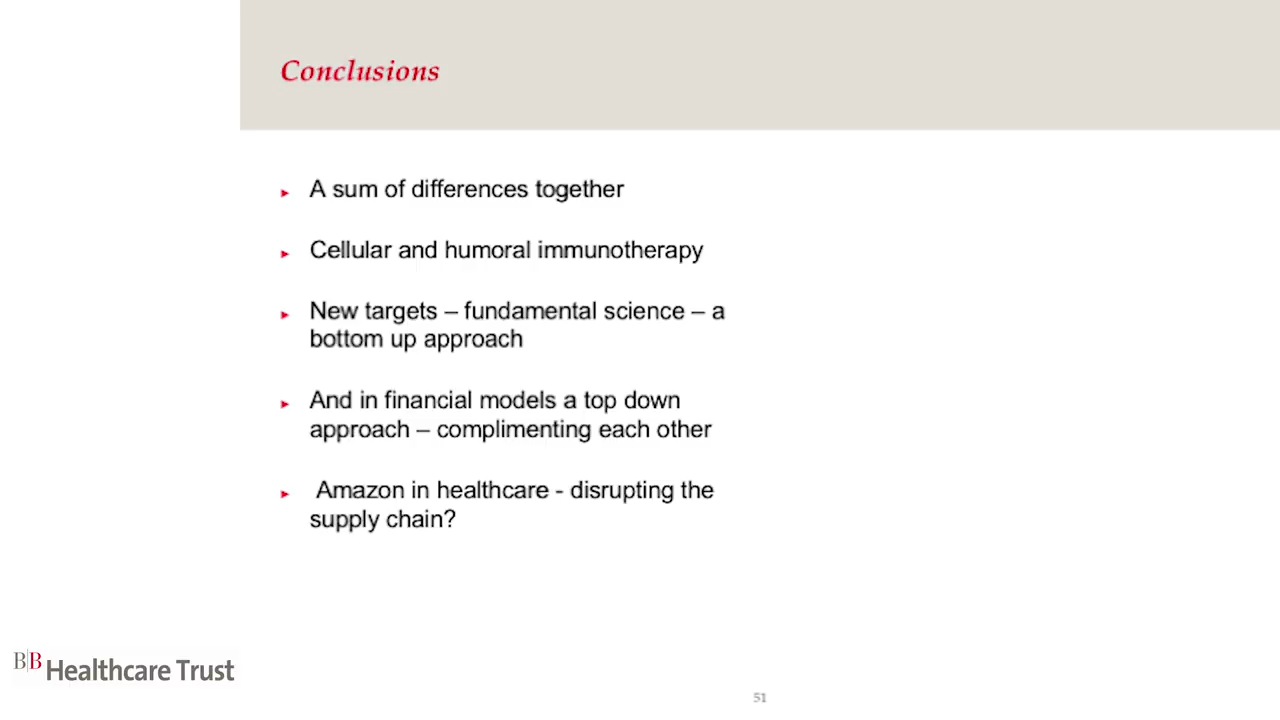 Conclusions
A sum of differences together
Cellular and humoral immunotherapy
New targets – fundamental science – a
bottom up approach
And in financial models a top down
approach – complimenting each other
Amazon in healthcare - disrupting the
supply chain?
BB Healthcare Trust
51